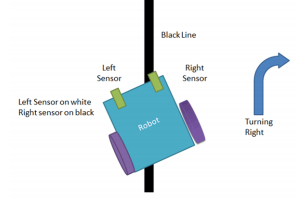 Black Line
Left
Sensor
Right
Sensor
Left Sensor on white
Right sensor on black
Robot
Turning
Right